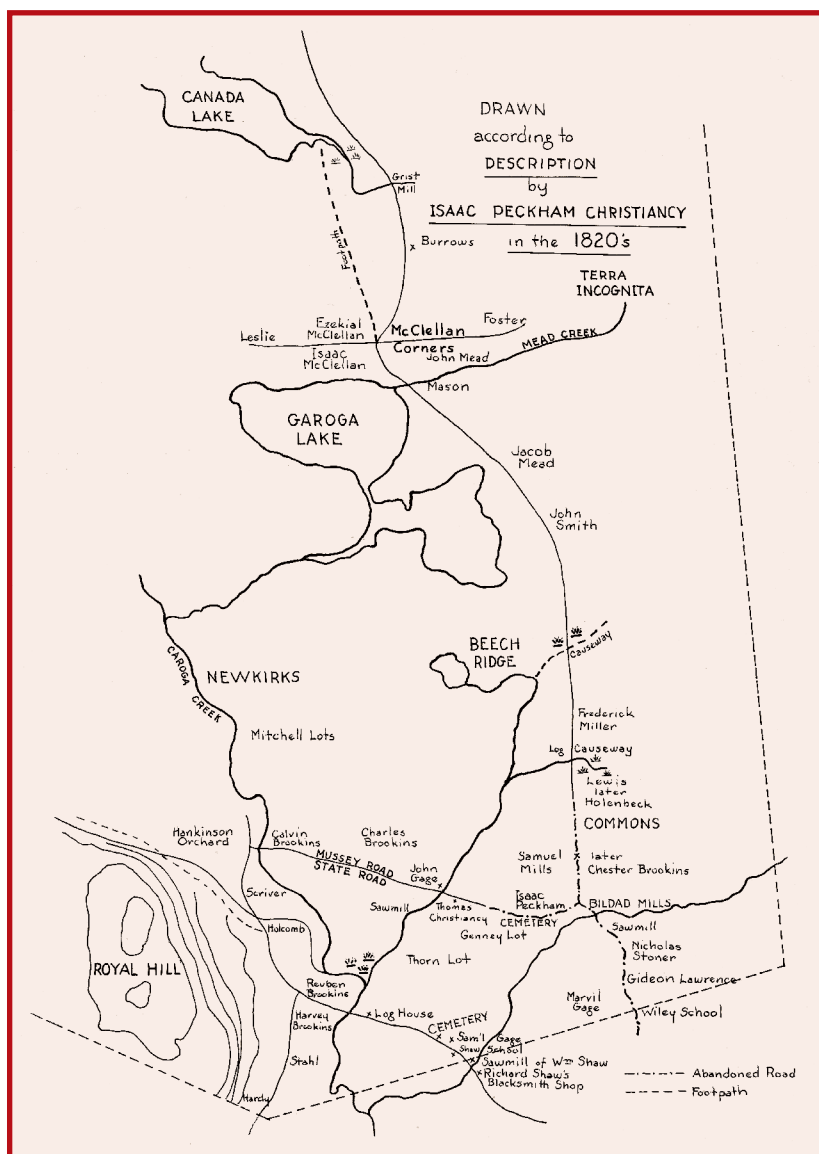 CANADA
LAKE
DRAWN
according to
DESCRIPTION
by
ISAAC PECKHAM CHRISTIANCY
in the 1820's
Grist
Mill
Footpath
x Burrows
TERRA
INCOGNITA
Leslie
Ezekial
McClellan
McClellan
Corners
Foster
Isaac
McClellan
John Mead
MEAD CREEK
Mason
GAROGA
LAKE
Jacob
Mead
John
Smith
BEECH
RIDGE
Causeway
CAROGA CREEK
NEWKIRKS
Mitchell Lots
Frederick
Miller
Log Causeway
Lewis
later
Holenbeck
COMMONS
Hankinson
Orchard
Calvin
Brookins
Charles
Brookins
MUSSEY ROAD
STATE ROAD
John
Gage
Samuel
Mills
later
Chester Brookins
Scriver
Sawmill
Thomas
Christiancy
Isaac
Peckham
CEMETERY
BILDAD MILLS
Genney Lot
Sawmill
Holcomb
Nicholas
Stoner
ROYAL HILL
Thorn Lot
Gideon Lawrence
Reuben
Brookins
Marvil
Gage
Wiley School
Harvey
Brookins
x Log House
CEMETERY
x Sam'l Gage
x Shaw School
x Sawmill of Wm Shaw
x Richard Shaw's
Blacksmith Shop
Stahl
Hardy
Abandoned Road
Footpath